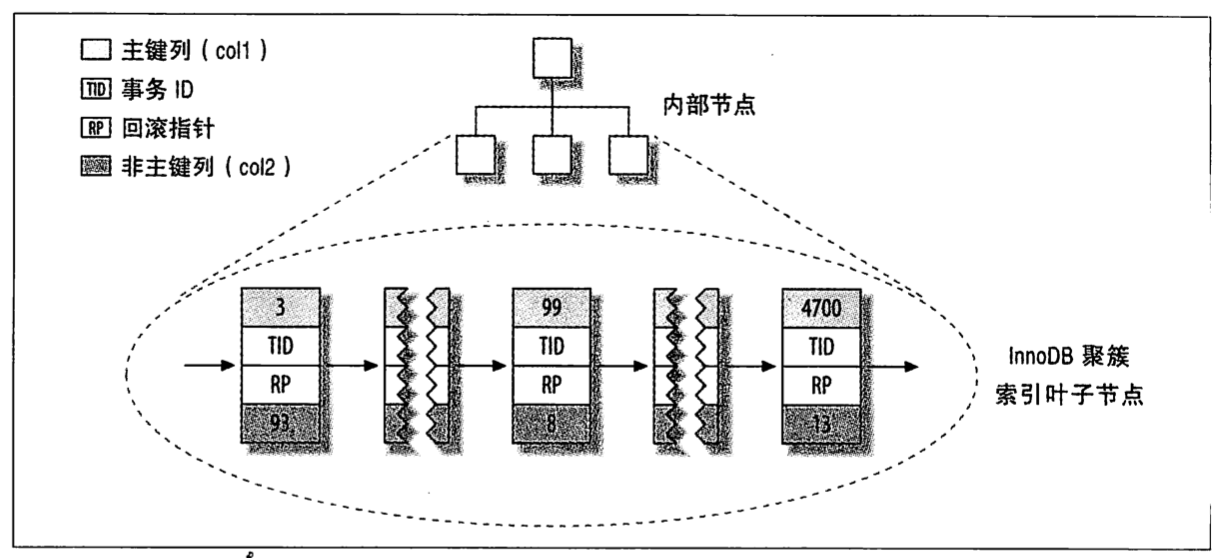 主键列（col1）
TID 事务 ID
RP 回滚指针
非主键列（col2）
内部节点
3
TID
RP
93
99
TID
RP
8
4700
TID
RP
13
InnoDB 聚簇
索引叶子节点